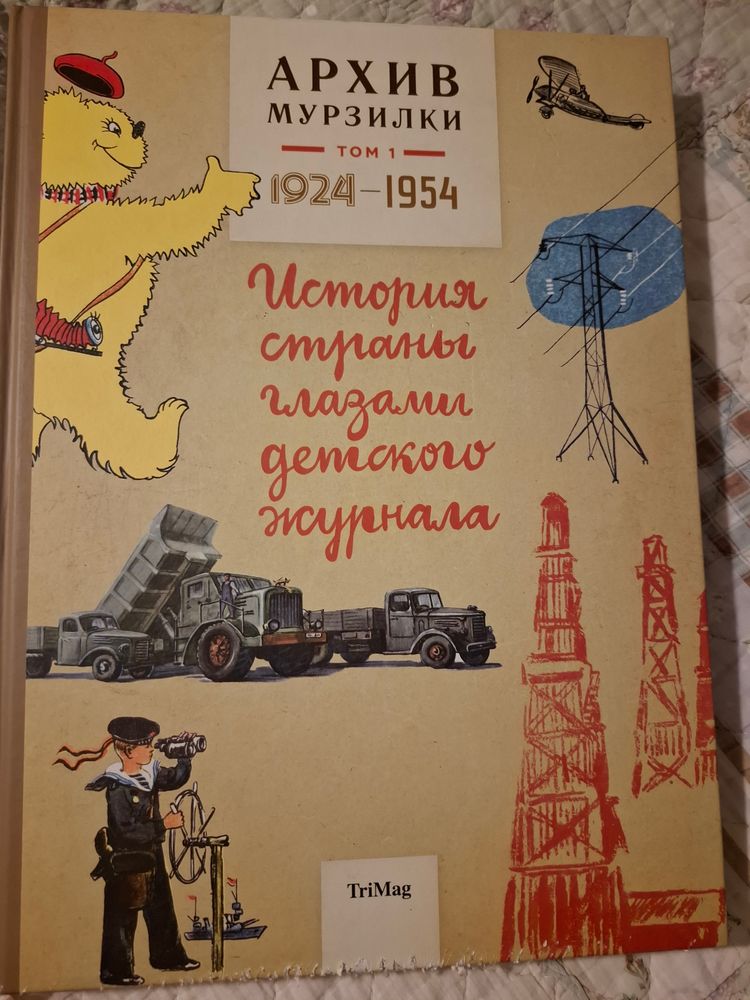 АРХИВ
МУРЗИЛКИ
ТОМ 1
1924–1954
История
страны
глазами
детского
журнала
TriMag